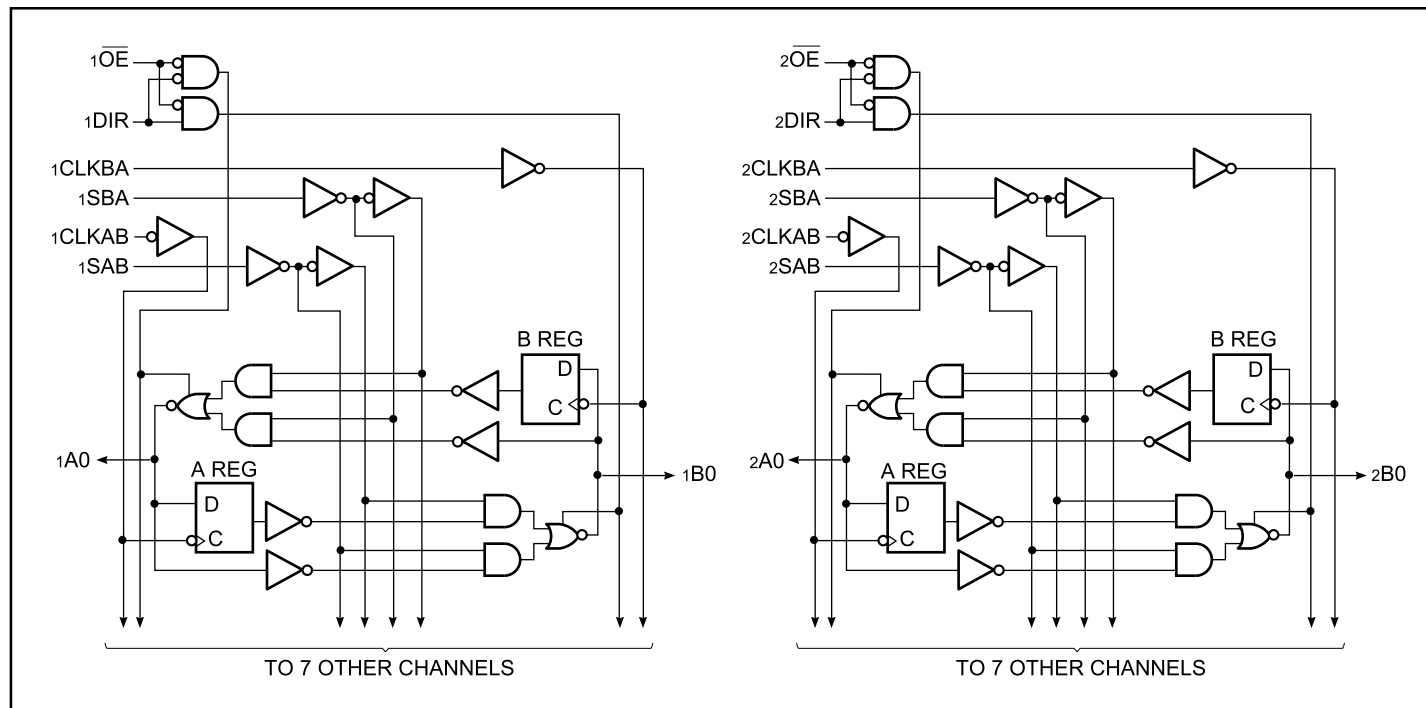 1OE
1DIR
1CLKBA
1SBA
1CLKAB
1SAB
B REG
D
C
1A0
A REG
D
C
1B0
TO 7 OTHER CHANNELS
2OE
2DIR
2CLKBA
2SBA
2CLKAB
2SAB
B REG
D
C
2A0
A REG
D
C
2B0
TO 7 OTHER CHANNELS